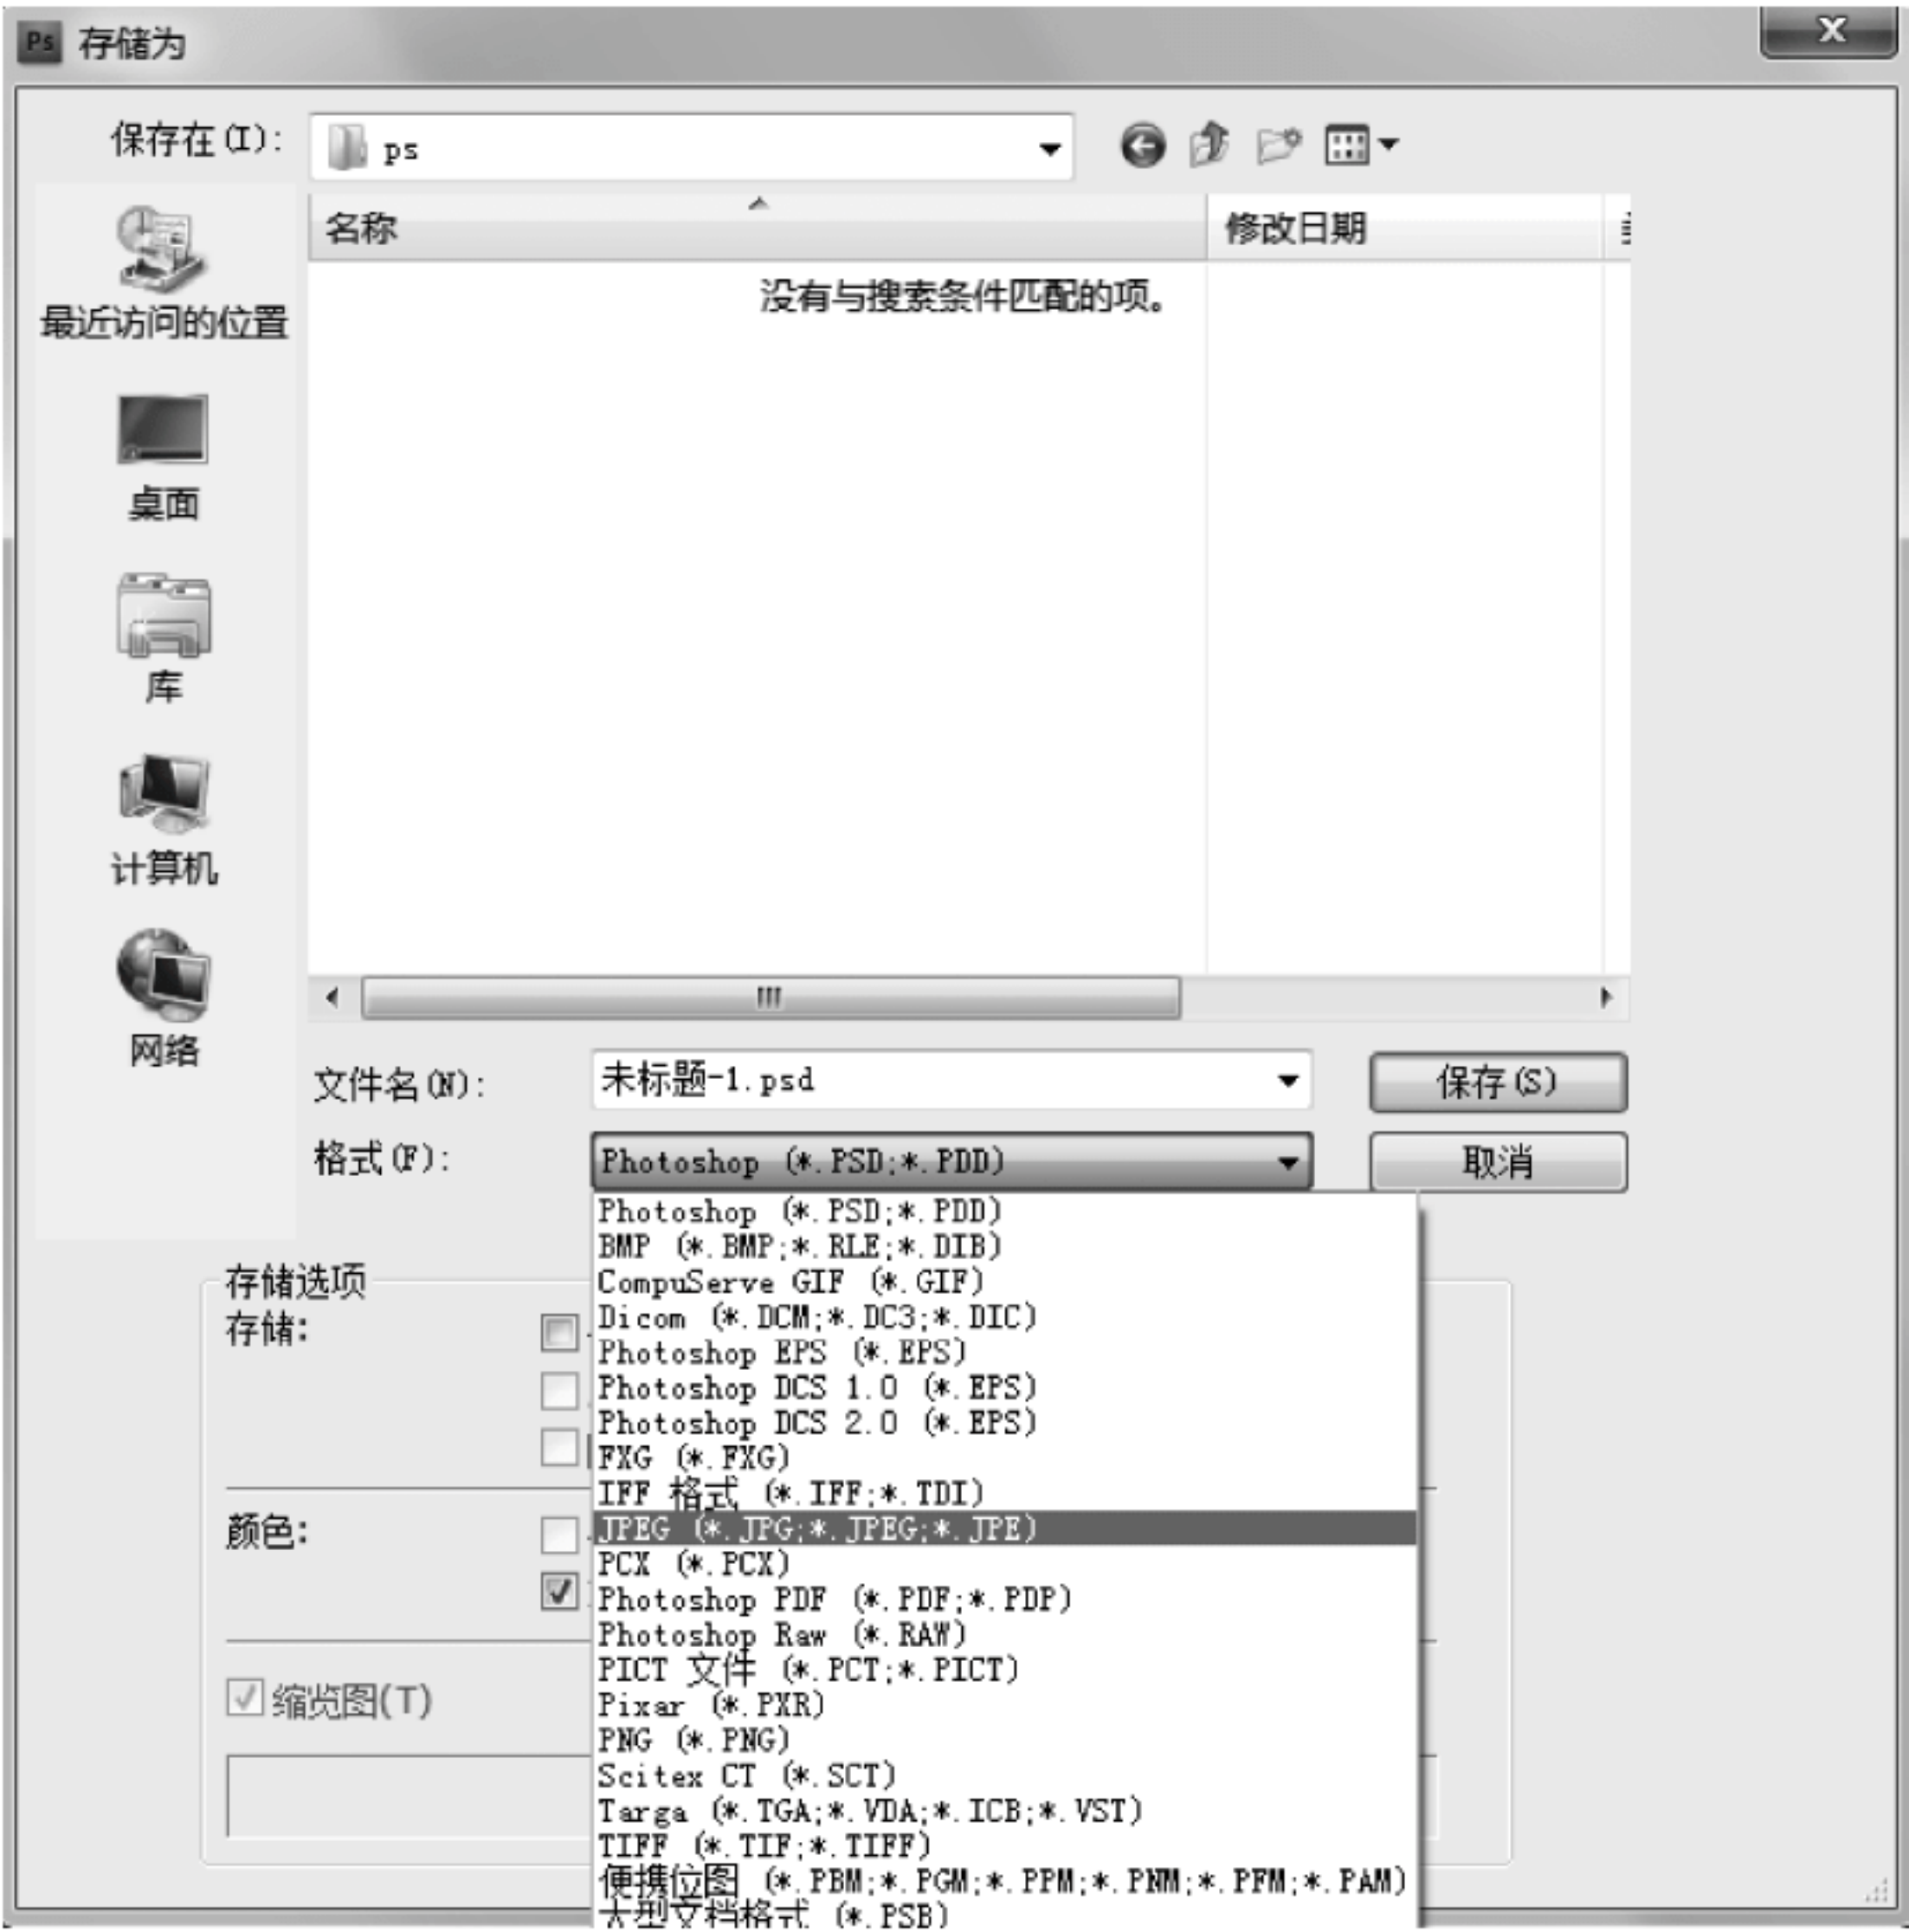 Ps 存储为
保存在(I): ps
名称 修改日期
没有与搜索条件匹配的项。
最近访问的位置
桌面
库
计算机
网络
文件名(N): 未标题-1.psd 保存(S)
格式(F): Photoshop (*.PSD;*.PDD) 取消
Photoshop (*.PSD;*.PDD)
BMP (*.BMP;*.RLE;*.DIB)
CompuServe GIF (*.GIF)
Dicom (*.DCM;*.DC3;*.DIC)
Photoshop EPS (*.EPS)
Photoshop DCS 1.0 (*.EPS)
Photoshop DCS 2.0 (*.EPS)
FXG (*.FXG)
IFF 格式 (*.IFF;*.TDI)
JPEG (*.JPG;*.JPEG;*.JPE)
PCX (*.PCX)
Photoshop PDF (*.PDF;*.PDP)
Photoshop Raw (*.RAW)
PICT 文件 (*.PCT;*.PICT)
Pixar (*.PXR)
PNG (*.PNG)
Scitex CT (*.SCT)
Targa (*.TGA;*.VDA;*.ICB;*.VST)
TIFF (*.TIF;*.TIFF)
便携位图 (*.PBM;*.PGM;*.PPM;*.PNM;*.PFM;*.PAM)
大型文档格式 (*.PSB)
存储选项
存储:
颜色:
缩览图(T)